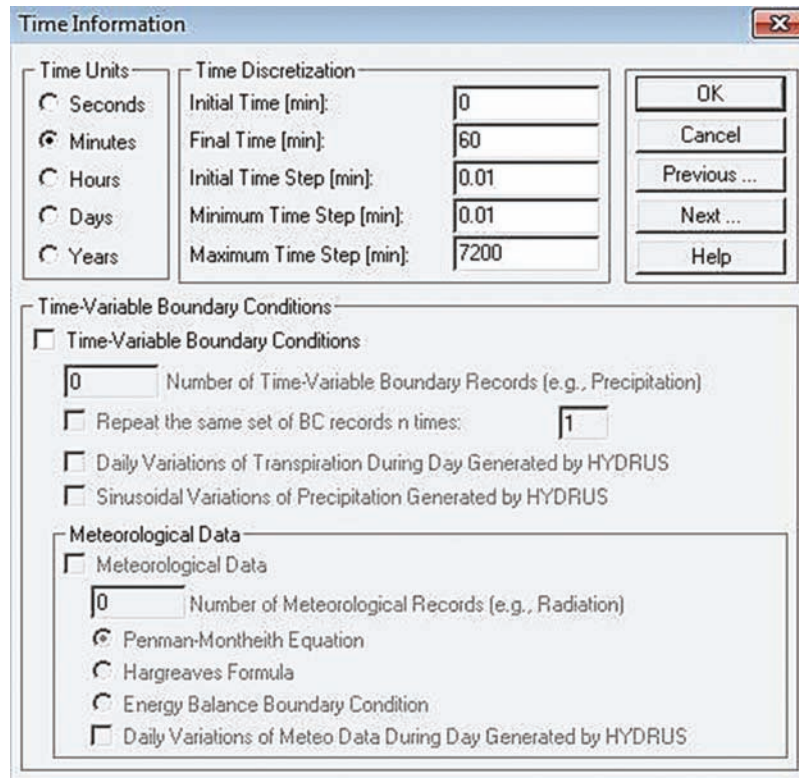 Time Information
Time Units
Seconds
Minutes
Hours
Days
Years
Time Discretization
Initial Time [min]: 0
Final Time [min]: 60
Initial Time Step [min]: 0.01
Minimum Time Step [min]: 0.01
Maximum Time Step [min]: 7200
OK
Cancel
Previous ...
Next ...
Help
Time-Variable Boundary Conditions
Time-Variable Boundary Conditions
0 Number of Time-Variable Boundary Records (e.g., Precipitation)
Repeat the same set of BC records n times: 1
Daily Variations of Transpiration During Day Generated by HYDRUS
Sinusoidal Variations of Precipitation Generated by HYDRUS
Meteorological Data
Meteorological Data
0 Number of Meteorological Records (e.g., Radiation)
Penman-Montheith Equation
Hargreaves Formula
Energy Balance Boundary Condition
Daily Variations of Meteo Data During Day Generated by HYDRUS